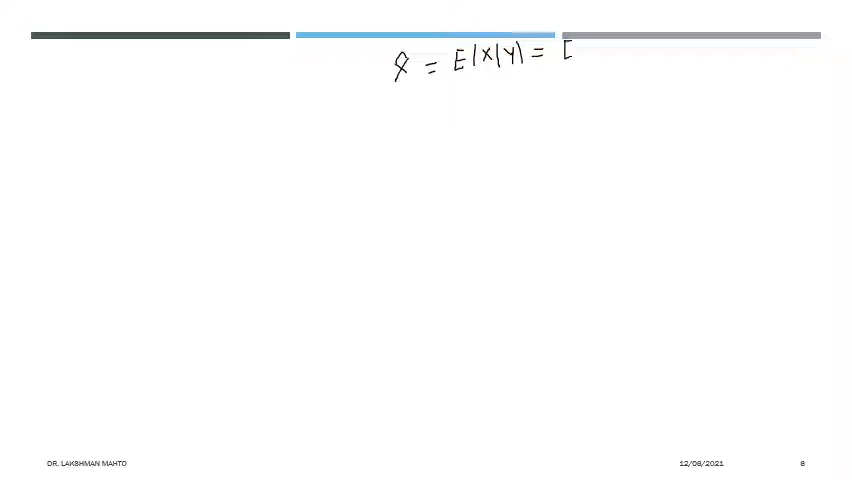 X̂ = E(X|Y) = [
DR. LAKSHMAN MAHTO
12/08/2021
8